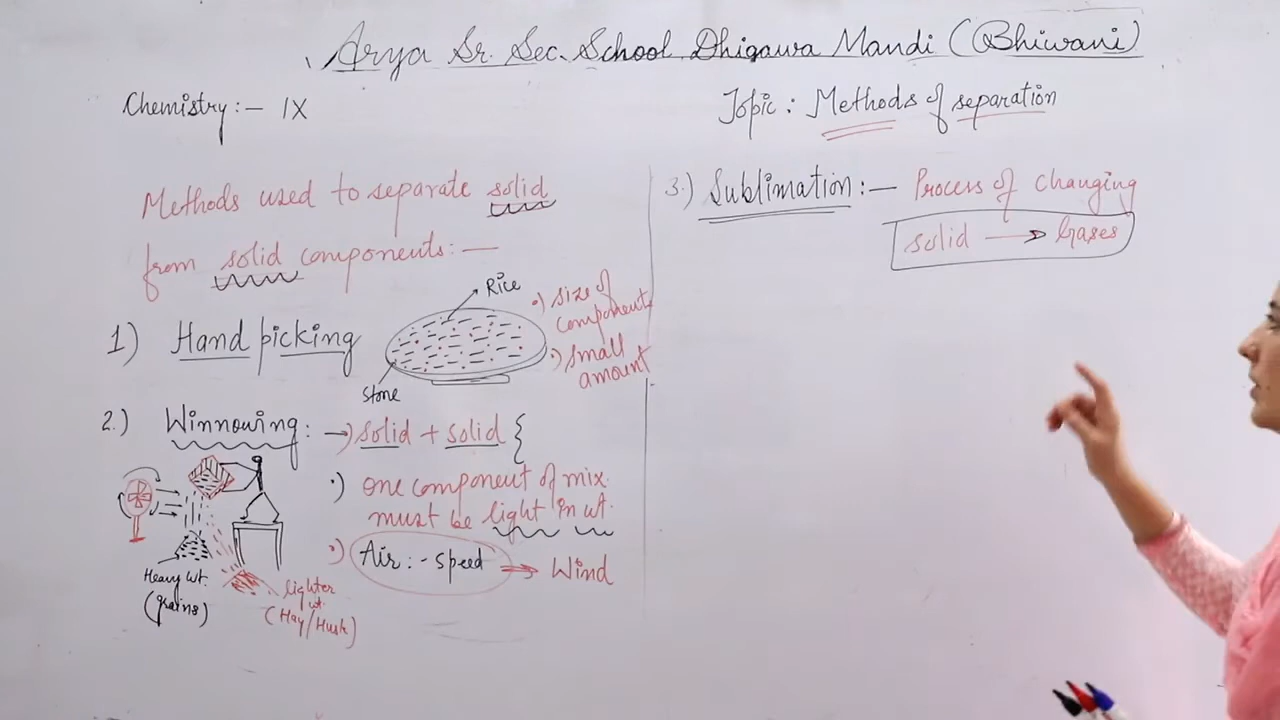 Arya Sr. Sec. School Dhigawa Mandi (Bhiwani)
Chemistry :- IX
Topic : Methods of separation
Methods used to separate solid
from solid components: —
1) Hand picking
Rice
Stone
•) size of
components
•) small
amount
2.) Winnowing: → solid + solid {
•) one component of mix.
must be light in wt.
•) Air :- speed → Wind
Heavy wt.
(grains)
lighter
wt.
(Hay/Husk)
3.) Sublimation :— Process of changing
solid → Gases